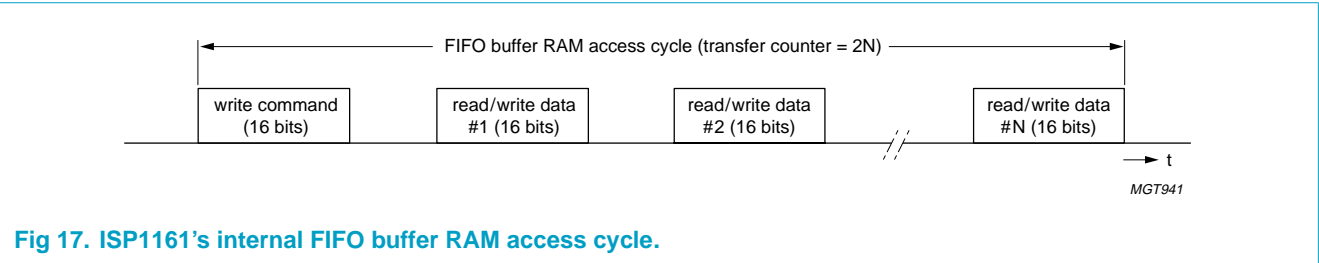 FIFO buffer RAM access cycle (transfer counter = 2N)
write command
(16 bits)
read/write data
#1 (16 bits)
read/write data
#2 (16 bits)
read/write data
#N (16 bits)
t
MGT941
Fig 17. ISP1161's internal FIFO buffer RAM access cycle.